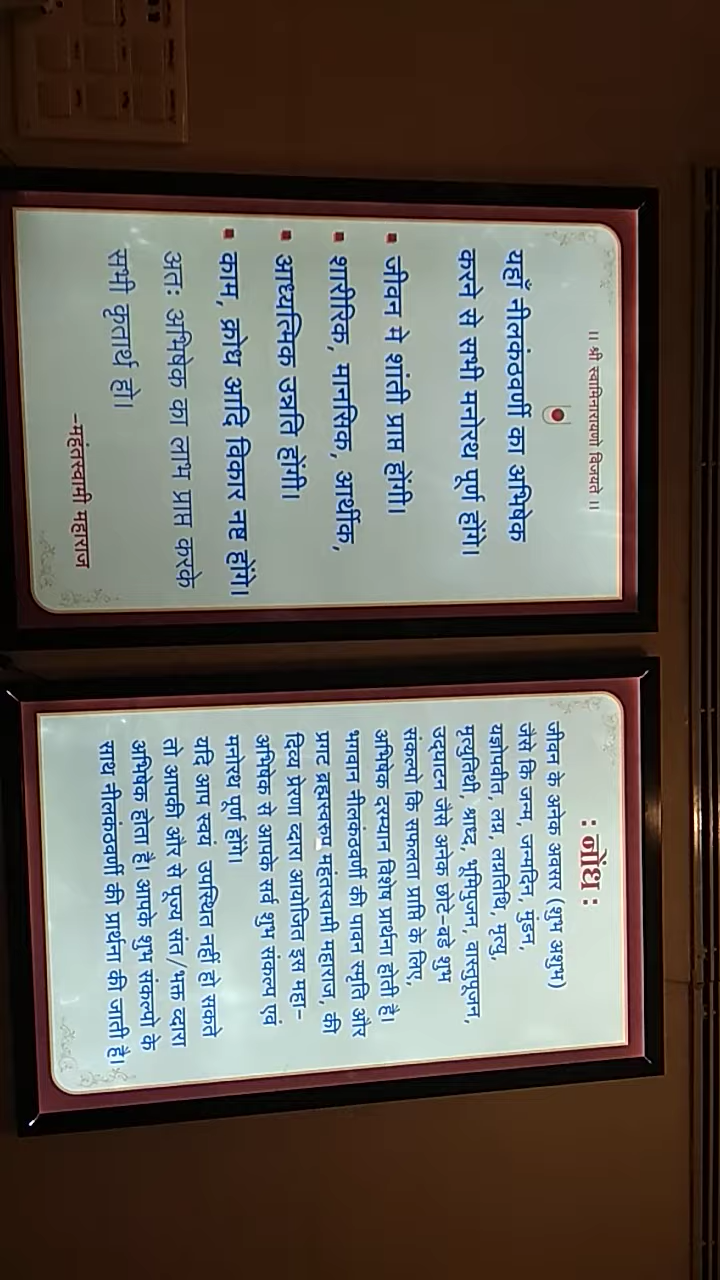 ।। श्री स्वामिनारायणो विजयते ।।
यहाँ नीलकंठवर्णी का अभिषेक
करने से सभी मनोरथ पूर्ण होंगे।
जीवन मे शांती प्राप्त होंगी।
शारीरिक, मानसिक, आर्थीक,
आध्यत्मिक उन्नति होंगी।
काम, क्रोध आदि विकार नष्ट होंगे।
अतः अभिषेक का लाभ प्राप्त करके
सभी कृतार्थ हो।
-महंतस्वामी महाराज
: नोंध :
जीवन के अनेक अवसर (शुभ अशुभ)
जैसे कि जन्म, जन्मदिन, मुंडन,
यज्ञोपवीत, लग्न, लग्नतिथि, मृत्यु,
मृत्युतिथी, श्राध्द, भूमिपुजन, वास्तुपूजन,
उद्घाटन जैसे अनेक छोटे-बडे शुभ
संकल्पो कि सफलता प्राप्ति के लिए,
अभिषेक दरम्यान विशेष प्रार्थना होती है।
भगवान नीलकंठवर्णी की पावन स्मृति और
प्रगट ब्रह्मस्वरूप महंतस्वामी महाराज, की
दिव्य प्रेरणा व्दारा आयोजित इस महा-
अभिषेक से आपके सर्व शुभ संकल्प एवं
मनोरथ पूर्ण होंगे।
यदि आप स्वयं उपस्थित नहीं हो सकते
तो आपकी और से पूज्य संत/भक्त व्दारा
अभिषेक होता है। आपके शुभ संकल्पो के
साथ नीलकंठवर्णी की प्रार्थना की जाती है।